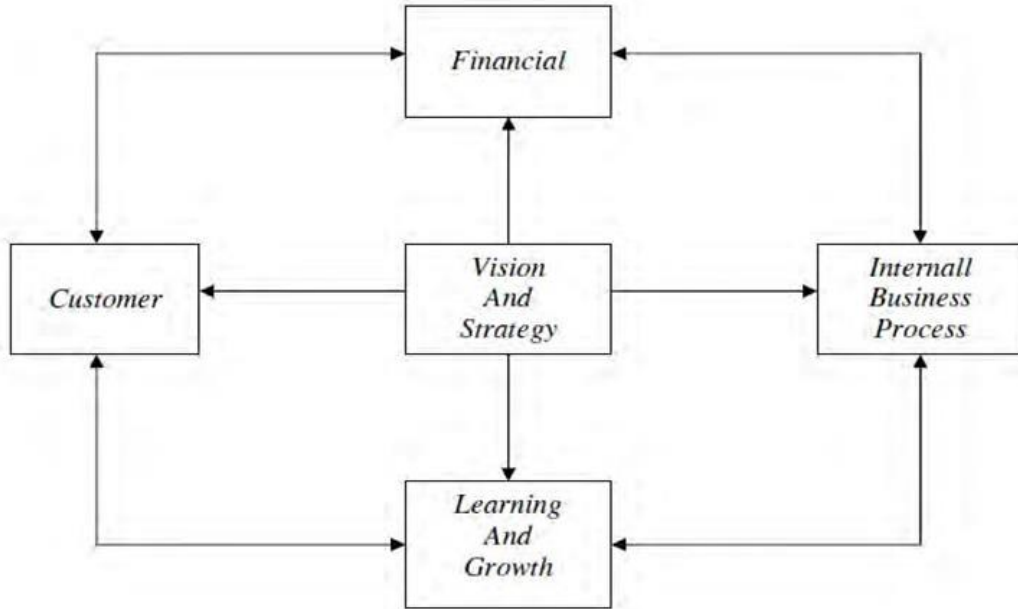 Financial
Customer
Vision
And
Strategy
Internall
Business
Process
Learning
And
Growth